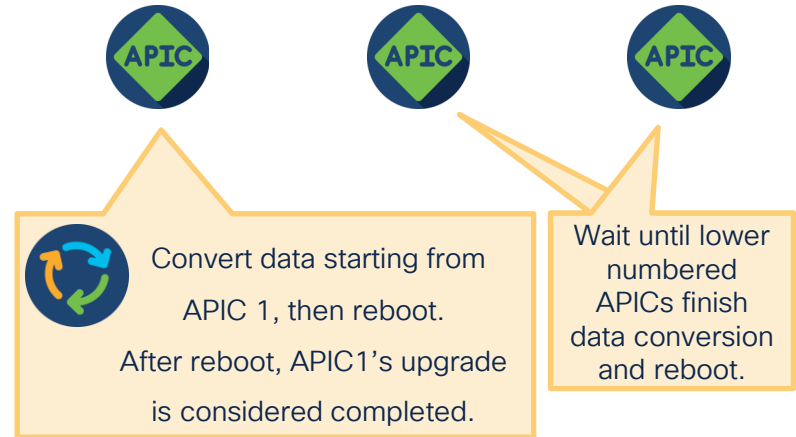 APIC
APIC
APIC
Convert data starting from
APIC 1, then reboot.
After reboot, APIC1's upgrade
is considered completed.
Wait until lower
numbered
APICs finish
data conversion
and reboot.